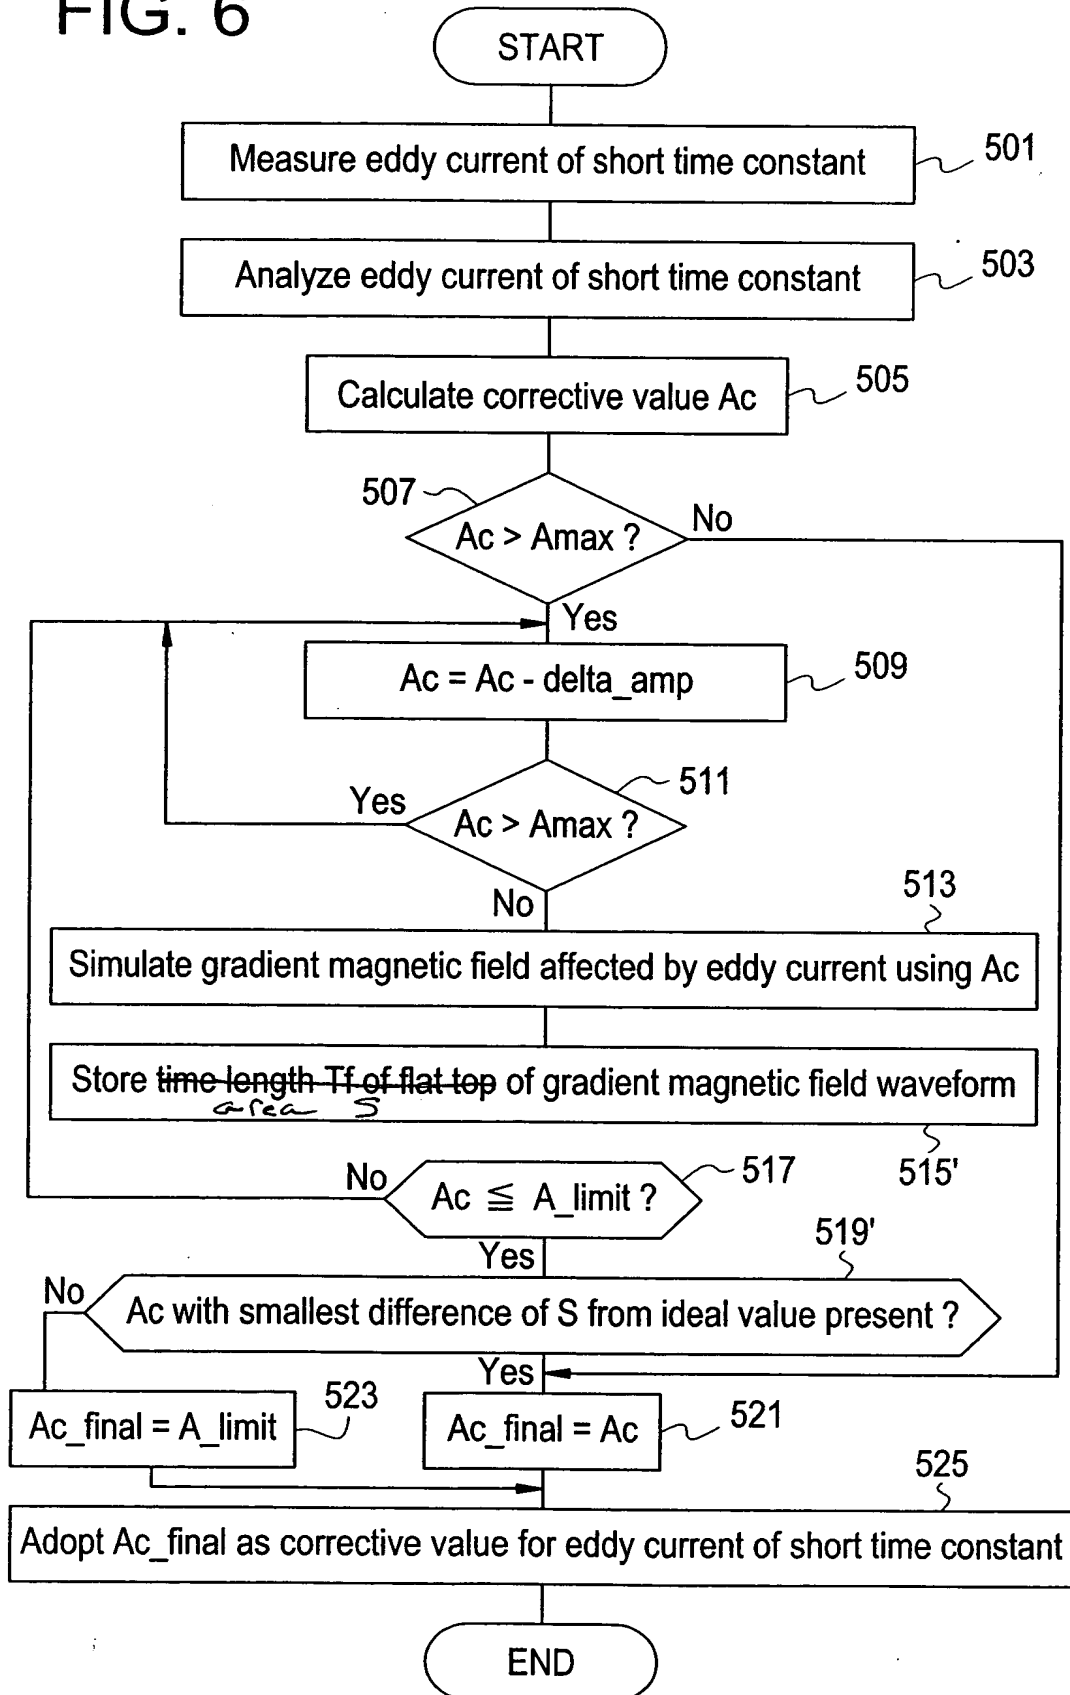 FIG. 6
START
Measure eddy current of short time constant
501
Analyze eddy current of short time constant
503
Calculate corrective value Ac
505
507
Ac > Amax ?
No
Yes
Ac = Ac - delta_amp
509
511
Yes
Ac > Amax ?
No
513
Simulate gradient magnetic field affected by eddy current using Ac
Store time length Tf of flat top of gradient magnetic field waveform
area S
515'
No
Ac ≦ A_limit ?
517
Yes
519'
No
Ac with smallest difference of S from ideal value present ?
Yes
Ac_final = A_limit
523
Ac_final = Ac
521
525
Adopt Ac_final as corrective value for eddy current of short time constant
END